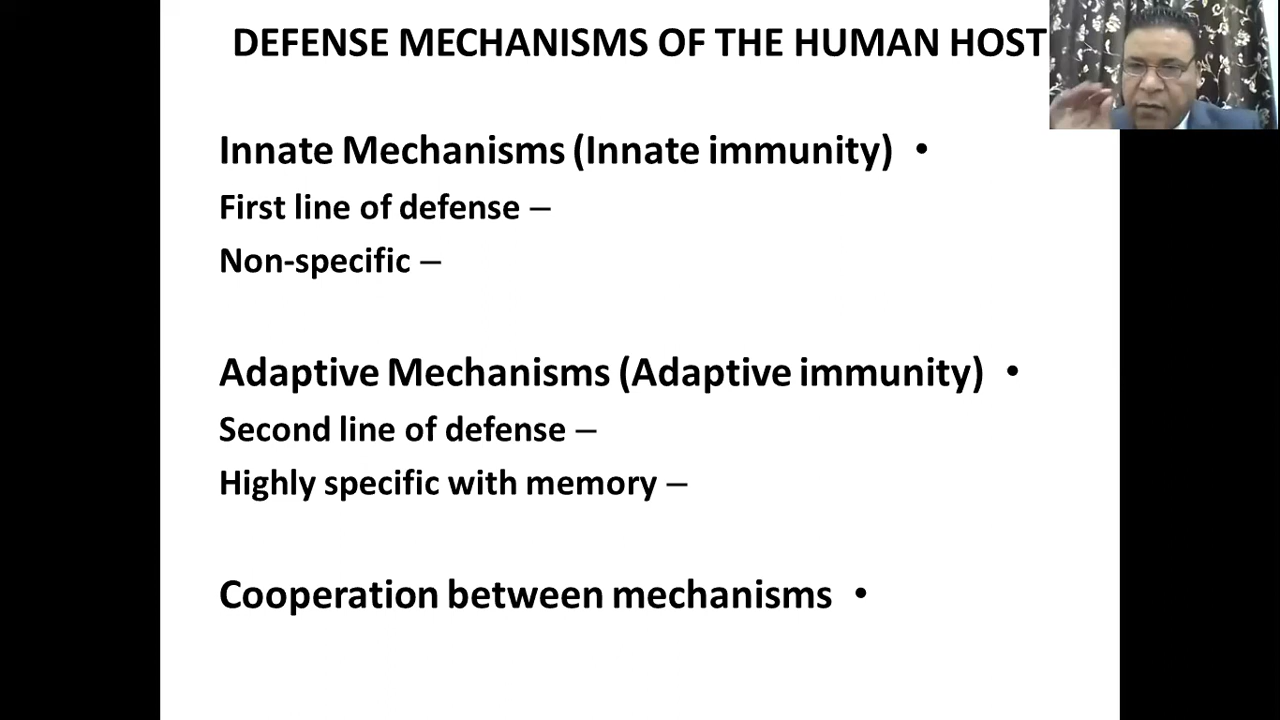 DEFENSE MECHANISMS OF THE HUMAN HOST
Innate Mechanisms (Innate immunity) •
First line of defense –
Non-specific –
Adaptive Mechanisms (Adaptive immunity) •
Second line of defense –
Highly specific with memory –
Cooperation between mechanisms •